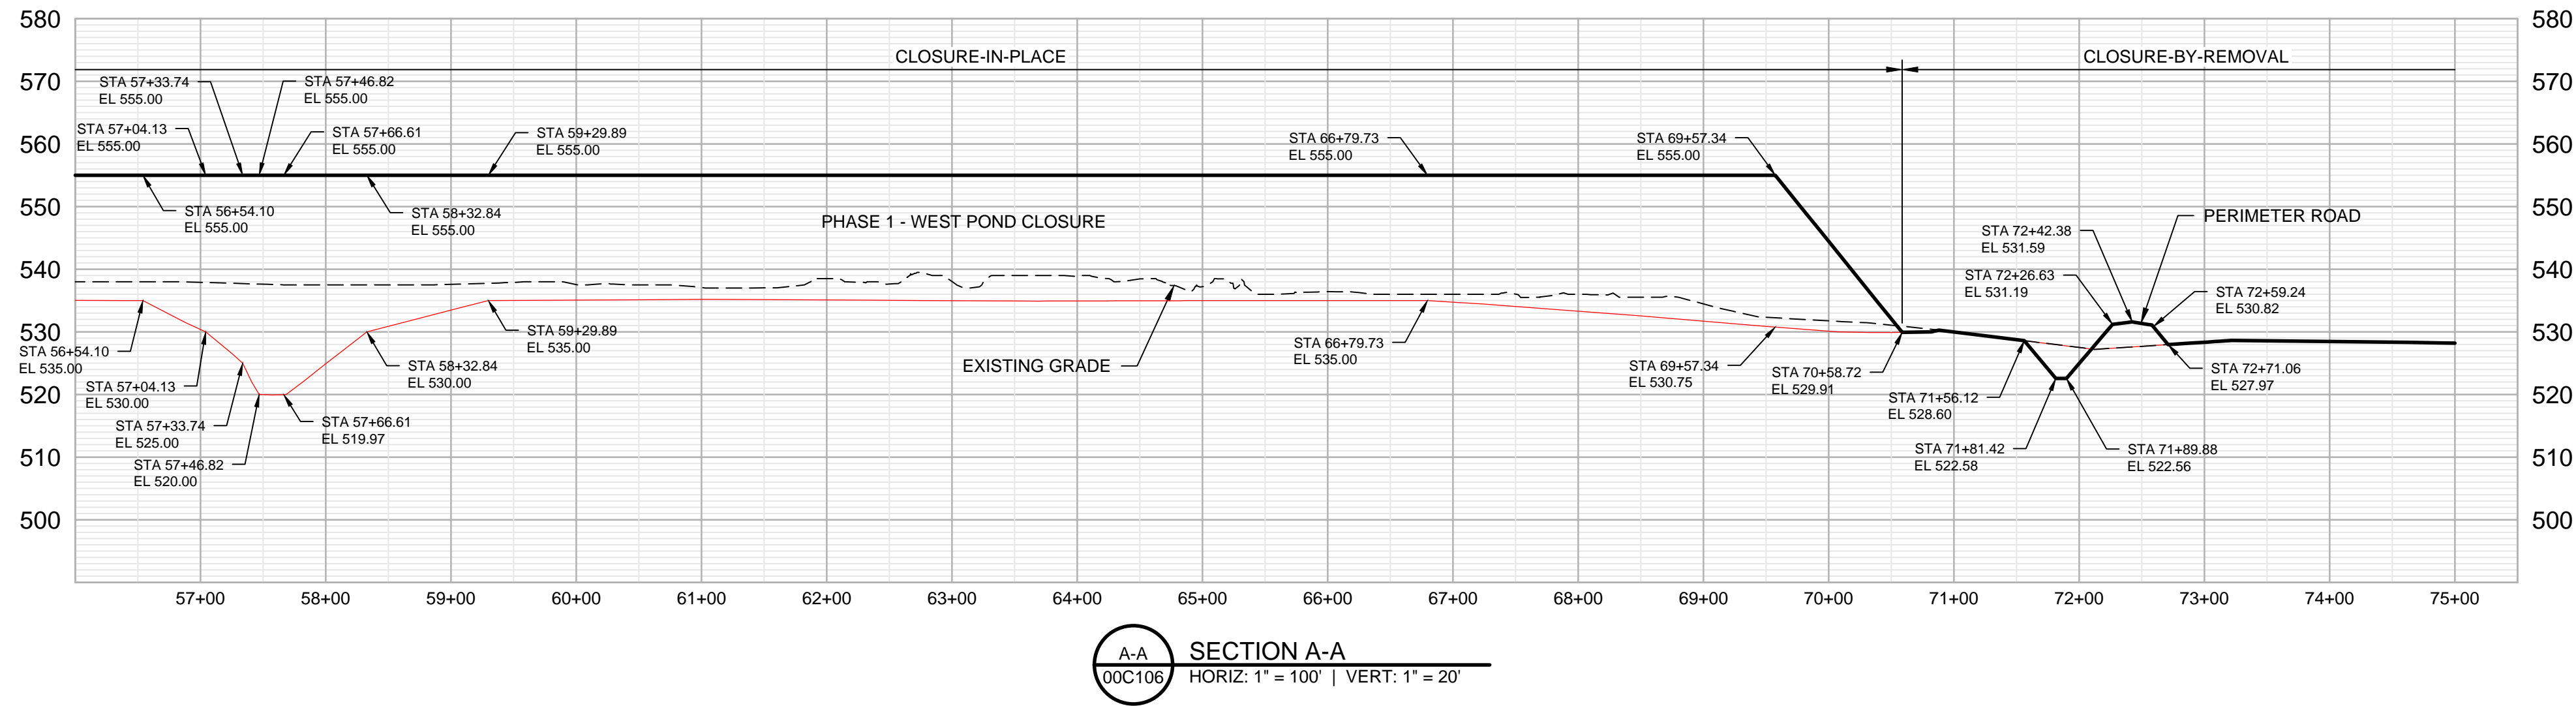 580
580
CLOSURE-IN-PLACE
CLOSURE-BY-REMOVAL
570
570
STA 57+33.74
EL 555.00
STA 57+46.82
EL 555.00
STA 57+04.13
EL 555.00
STA 57+66.61
EL 555.00
STA 59+29.89
EL 555.00
STA 66+79.73
EL 555.00
STA 69+57.34
EL 555.00
560
560
550
550
STA 56+54.10
EL 555.00
STA 58+32.84
EL 555.00
PHASE 1 - WEST POND CLOSURE
PERIMETER ROAD
STA 72+42.38
EL 531.59
STA 72+26.63
EL 531.19
STA 72+59.24
EL 530.82
540
540
530
530
STA 56+54.10
EL 535.00
STA 59+29.89
EL 535.00
STA 66+79.73
EL 535.00
EXISTING GRADE
STA 57+04.13
EL 530.00
STA 58+32.84
EL 530.00
STA 69+57.34
EL 530.75
STA 70+58.72
EL 529.91
STA 72+71.06
EL 527.97
520
520
STA 57+33.74
EL 525.00
STA 57+66.61
EL 519.97
STA 71+56.12
EL 528.60
STA 57+46.82
EL 520.00
STA 71+81.42
EL 522.58
STA 71+89.88
EL 522.56
510
510
500
500
57+00 58+00 59+00 60+00 61+00 62+00 63+00 64+00 65+00 66+00 67+00 68+00 69+00 70+00 71+00 72+00 73+00 74+00 75+00
A-A
00C106
SECTION A-A
HORIZ: 1" = 100' | VERT: 1" = 20'